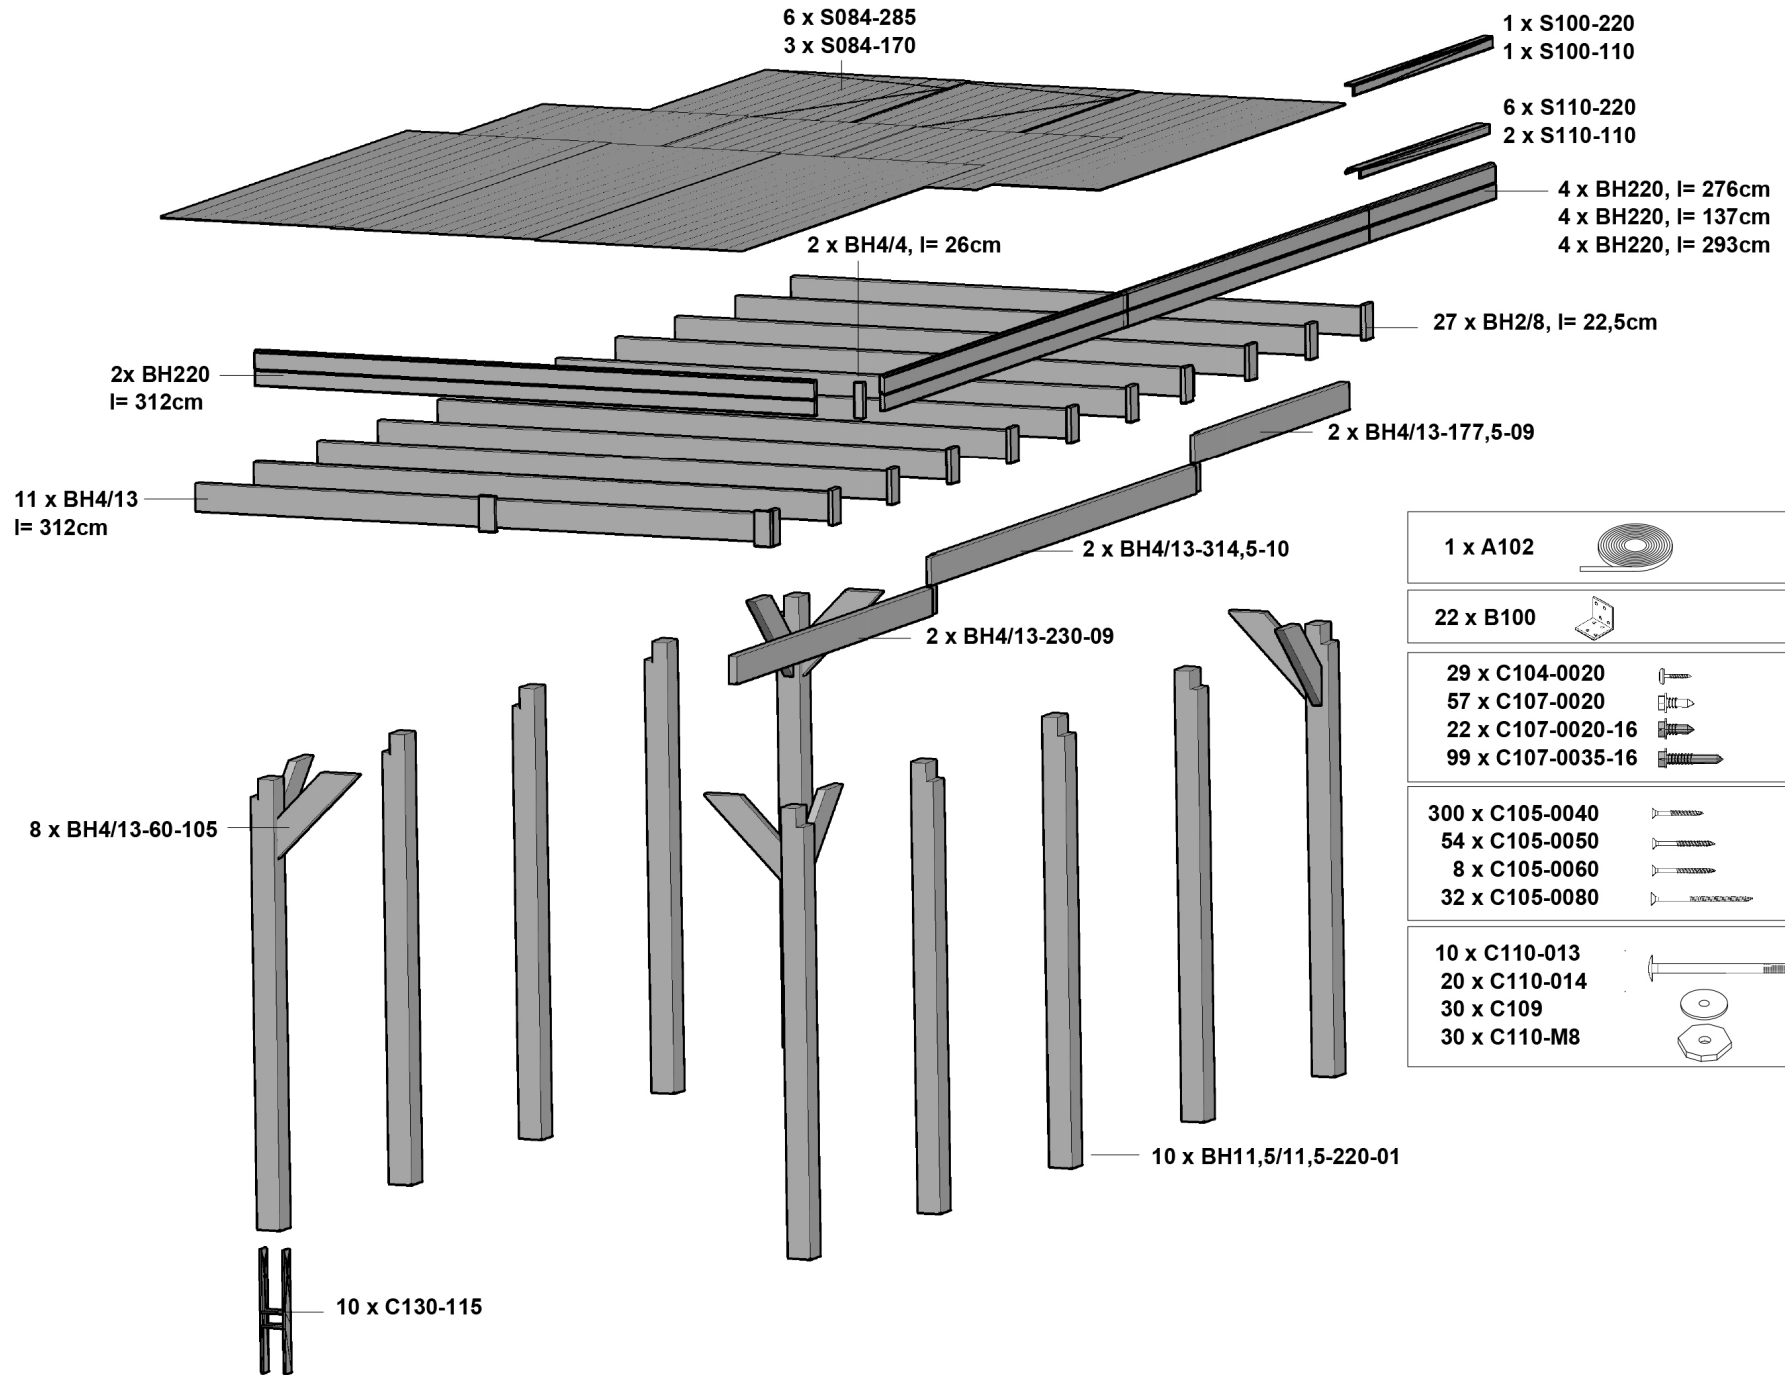 6 x S084-285
3 x S084-170
1 x S100-220
1 x S100-110
6 x S110-220
2 x S110-110
4 x BH220, l= 276cm
4 x BH220, l= 137cm
4 x BH220, l= 293cm
2 x BH4/4, l= 26cm
27 x BH2/8, l= 22,5cm
2x BH220
l= 312cm
2 x BH4/13-177,5-09
11 x BH4/13
l= 312cm
2 x BH4/13-314,5-10
2 x BH4/13-230-09
8 x BH4/13-60-105
10 x BH11,5/11,5-220-01
10 x C130-115
1 x A102
22 x B100
29 x C104-0020
57 x C107-0020
22 x C107-0020-16
99 x C107-0035-16
300 x C105-0040
54 x C105-0050
8 x C105-0060
32 x C105-0080
10 x C110-013
20 x C110-014
30 x C109
30 x C110-M8